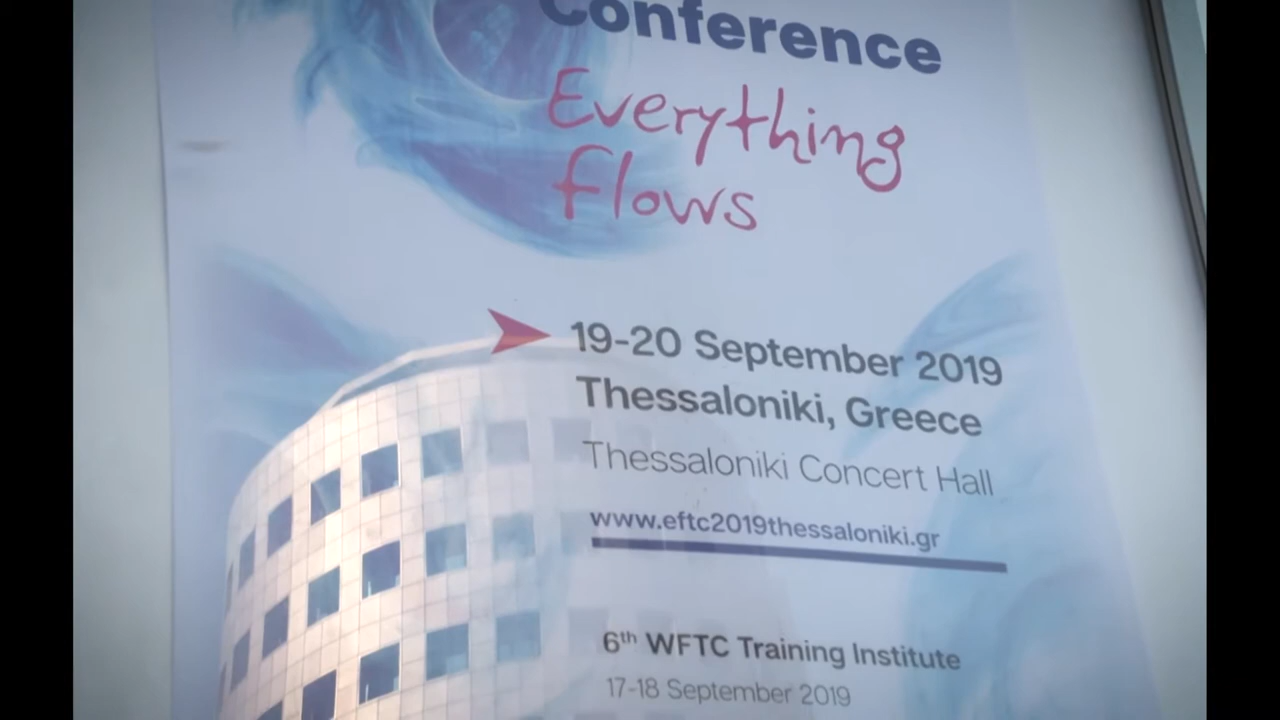 Conference
Everything
flows
19-20 September 2019
Thessaloniki, Greece
Thessaloniki Concert Hall
www.eftc2019thessaloniki.gr
6th WFTC Training Institute
17-18 September 2019